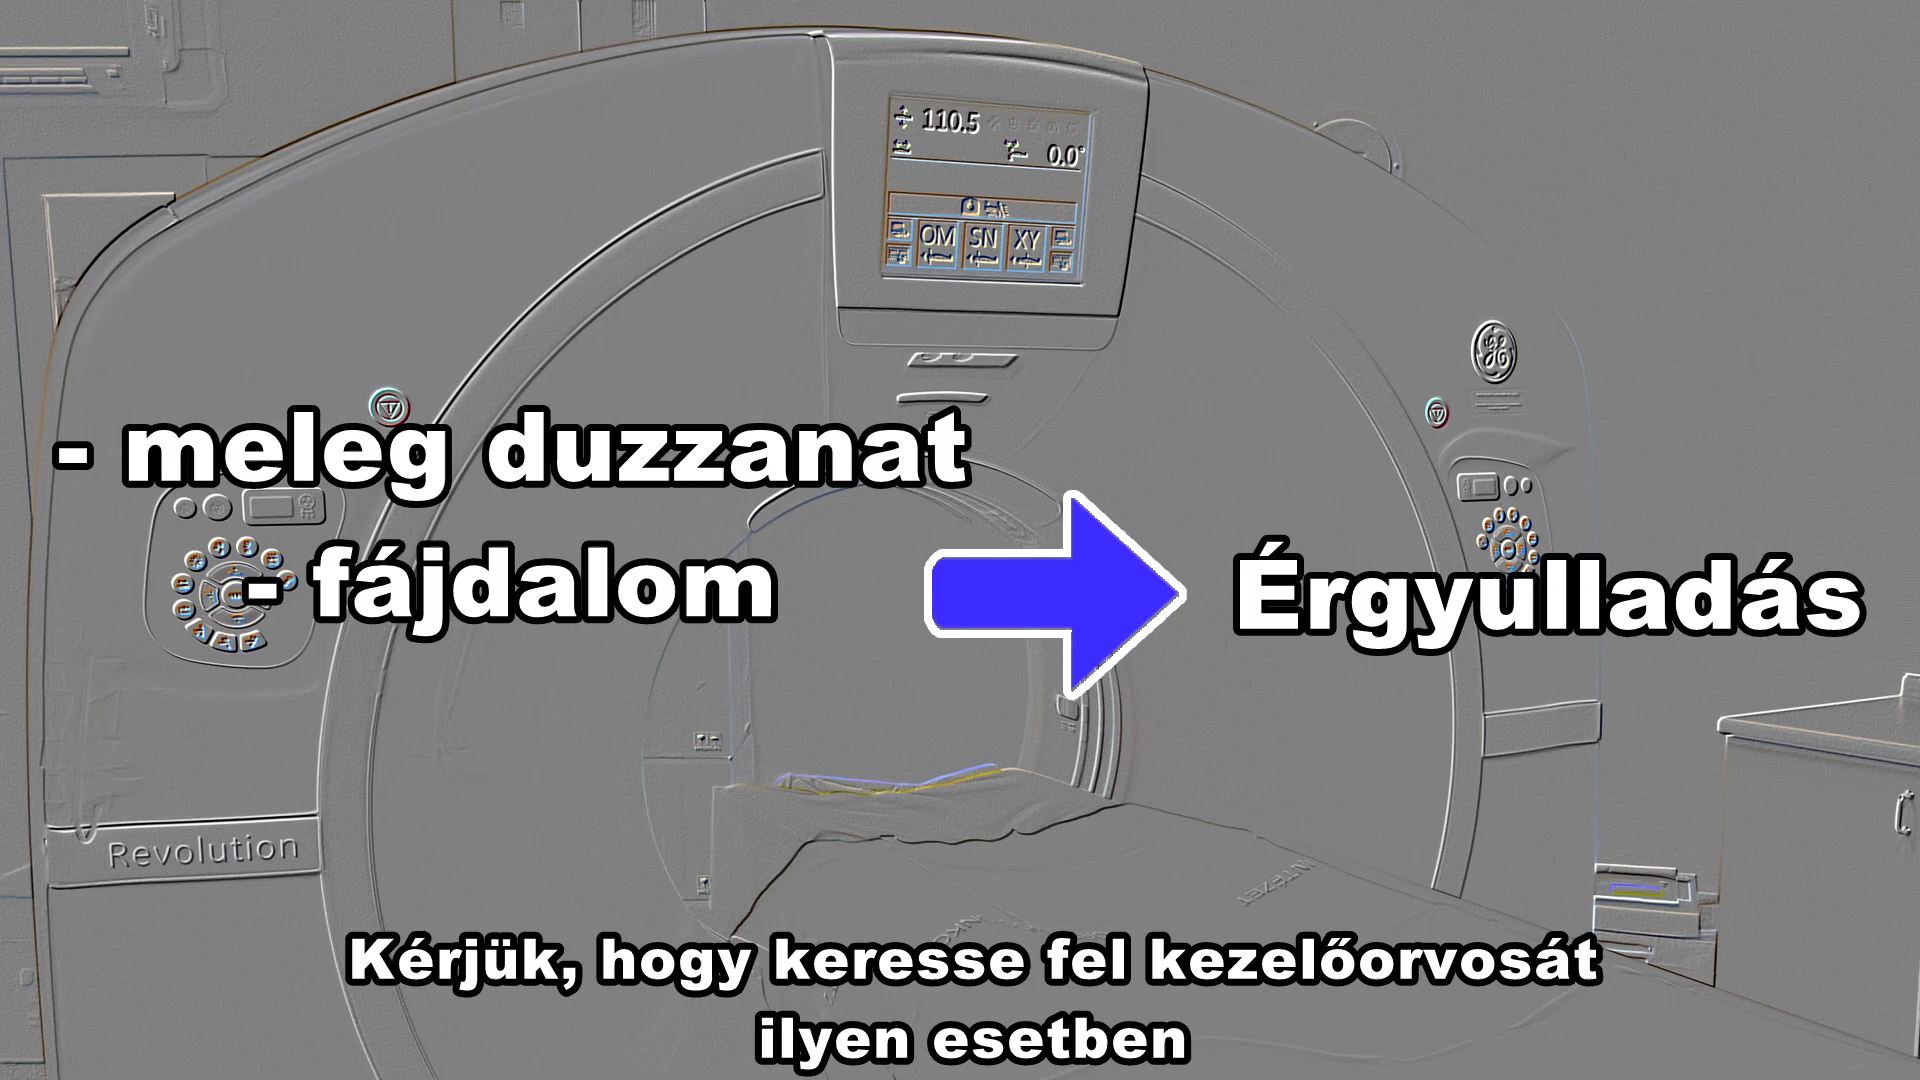 110.5
0.0°
OM SN XY
- meleg duzzanat
- fájdalom
Érgyulladás
Revolution
Kérjük, hogy keresse fel kezelőorvosát
ilyen esetben